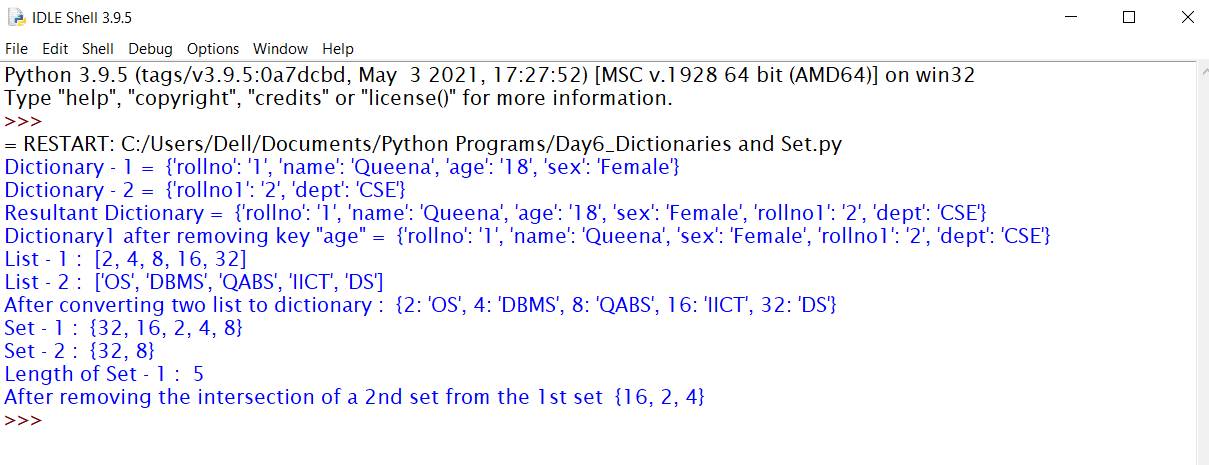 IDLE Shell 3.9.5
File Edit Shell Debug Options Window Help
Python 3.9.5 (tags/v3.9.5:0a7dcbd, May  3 2021, 17:27:52) [MSC v.1928 64 bit (AMD64)] on win32
Type "help", "copyright", "credits" or "license()" for more information.
>>>
= RESTART: C:/Users/Dell/Documents/Python Programs/Day6_Dictionaries and Set.py
Dictionary - 1 =  {'rollno': '1', 'name': 'Queena', 'age': '18', 'sex': 'Female'}
Dictionary - 2 =  {'rollno1': '2', 'dept': 'CSE'}
Resultant Dictionary =  {'rollno': '1', 'name': 'Queena', 'age': '18', 'sex': 'Female', 'rollno1': '2', 'dept': 'CSE'}
Dictionary1 after removing key "age" =  {'rollno': '1', 'name': 'Queena', 'sex': 'Female', 'rollno1': '2', 'dept': 'CSE'}
List - 1 :  [2, 4, 8, 16, 32]
List - 2 :  ['OS', 'DBMS', 'QABS', 'IICT', 'DS']
After converting two list to dictionary :  {2: 'OS', 4: 'DBMS', 8: 'QABS', 16: 'IICT', 32: 'DS'}
Set - 1 :  {32, 16, 2, 4, 8}
Set - 2 :  {32, 8}
Length of Set - 1 :  5
After removing the intersection of a 2nd set from the 1st set  {16, 2, 4}
>>>